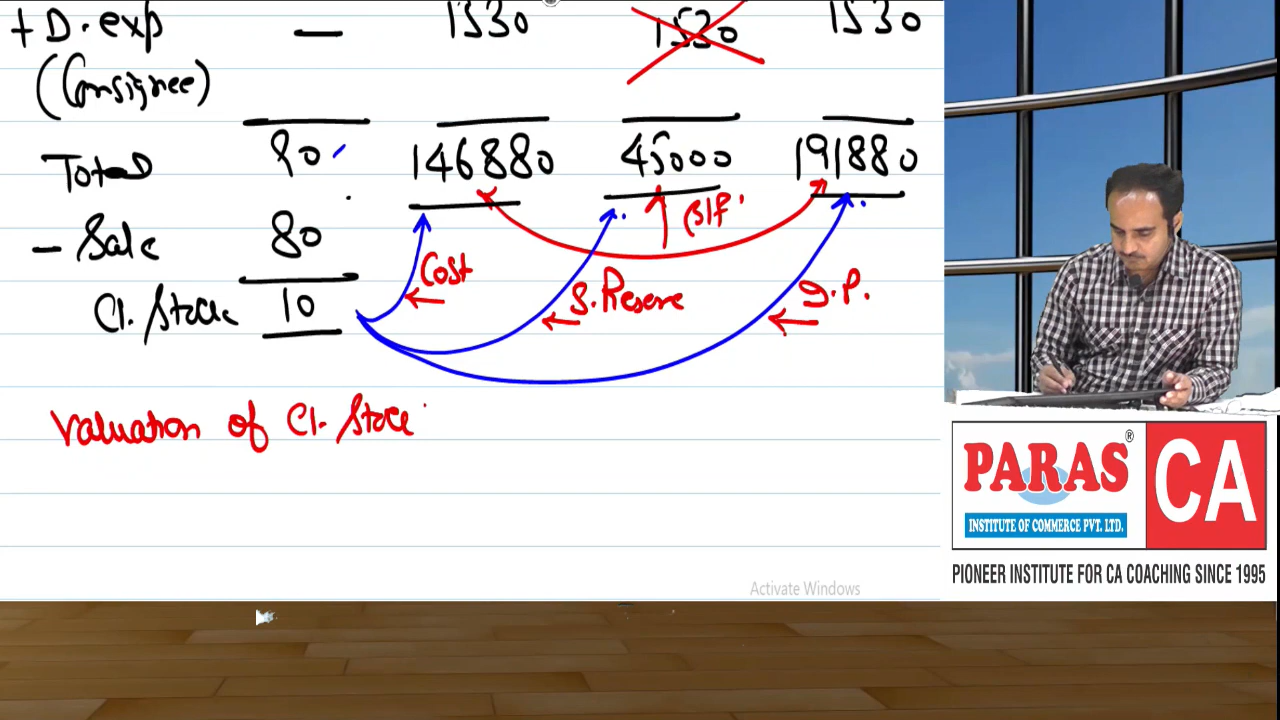 + D. exp — 1530 1530 1530
(Consignee)
Total 90 146880 45000 191880
- Sale 80
B/f.
Cost S. Reserve I.P.
Cl. Stock 10
Valuation of Cl. Stock
PARAS®
INSTITUTE OF COMMERCE PVT. LTD.
CA
PIONEER INSTITUTE FOR CA COACHING SINCE 1995
Activate Windows